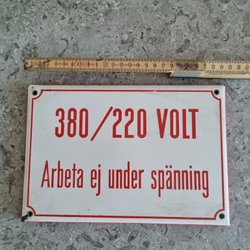 380/220 VOLT
Arbeta ej under spänning